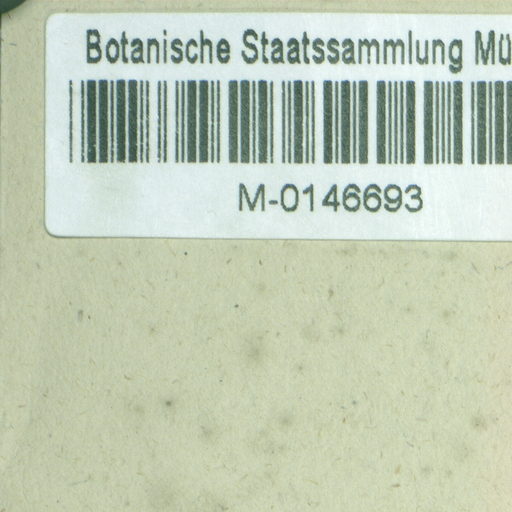 Botanische Staatssammlung Mü
M-0146693